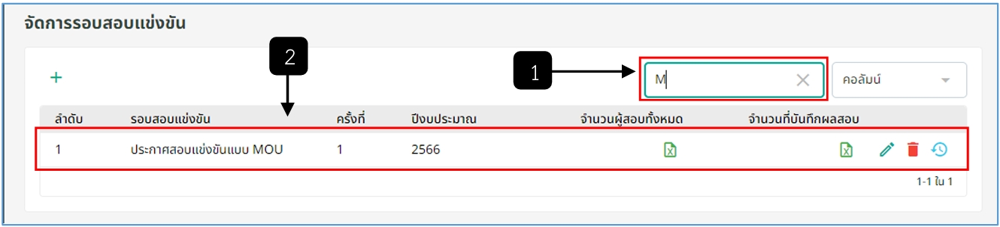 จัดการรอบสอบแข่งขัน
2
1
M
คอลัมน์
ลำดับ รอบสอบแข่งขัน ครั้งที่ ปีงบประมาณ จำนวนผู้สอบทั้งหมด จำนวนที่บันทึกผลสอบ
1 ประกาศสอบแข่งขันแบบ MOU 1 2566
1-1 ใน 1